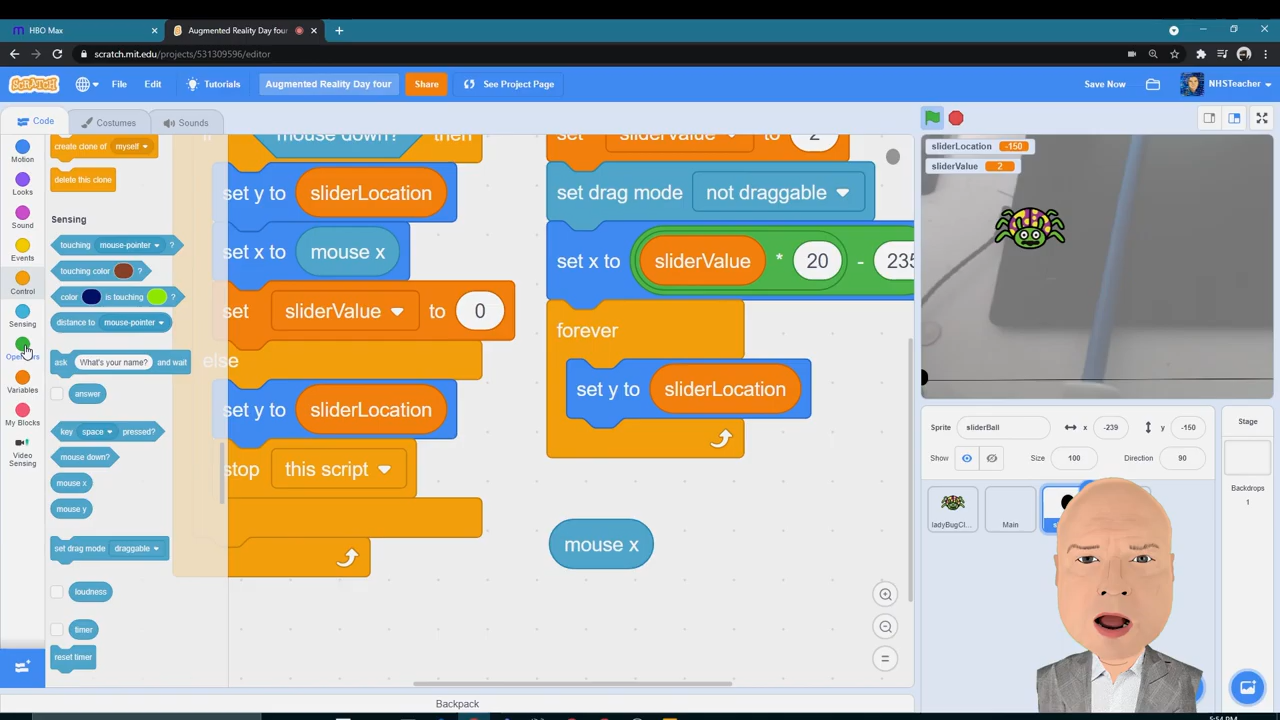 HBO Max
Augmented Reality Day four
scratch.mit.edu/projects/531309596/editor
SCRATCH
File
Edit
Tutorials
Augmented Reality Day four
Share
See Project Page
Save Now
NHSTeacher
Code
Costumes
Sounds
Motion
Looks
Sound
Events
Control
Sensing
Operators
Variables
My Blocks
Video Sensing
create clone of myself
delete this clone
Sensing
touching mouse-pointer ?
touching color ?
color is touching ?
distance to mouse-pointer
ask What's your name? and wait
answer
key space pressed?
mouse down?
mouse x
mouse y
set drag mode draggable
loudness
timer
reset timer
mouse down? then
set y to sliderLocation
set x to mouse x
set sliderValue to 0
else
set y to sliderLocation
stop this script
set sliderValue to 2
set drag mode not draggable
set x to sliderValue * 20 - 235
forever
set y to sliderLocation
mouse x
sliderLocation -150
sliderValue 2
Sprite sliderBall x -239 y -150
Show Size 100 Direction 90
ladyBugCl...
Main
Stage
Backdrops
1
Backpack
5:54 PM